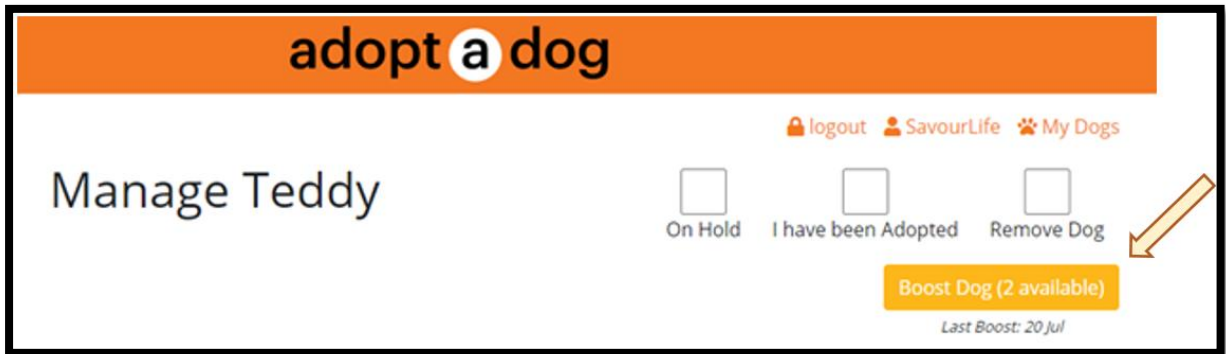 adopt a dog
logout SavourLife My Dogs
Manage Teddy
On Hold I have been Adopted Remove Dog
Boost Dog (2 available)
Last Boost: 20 Jul